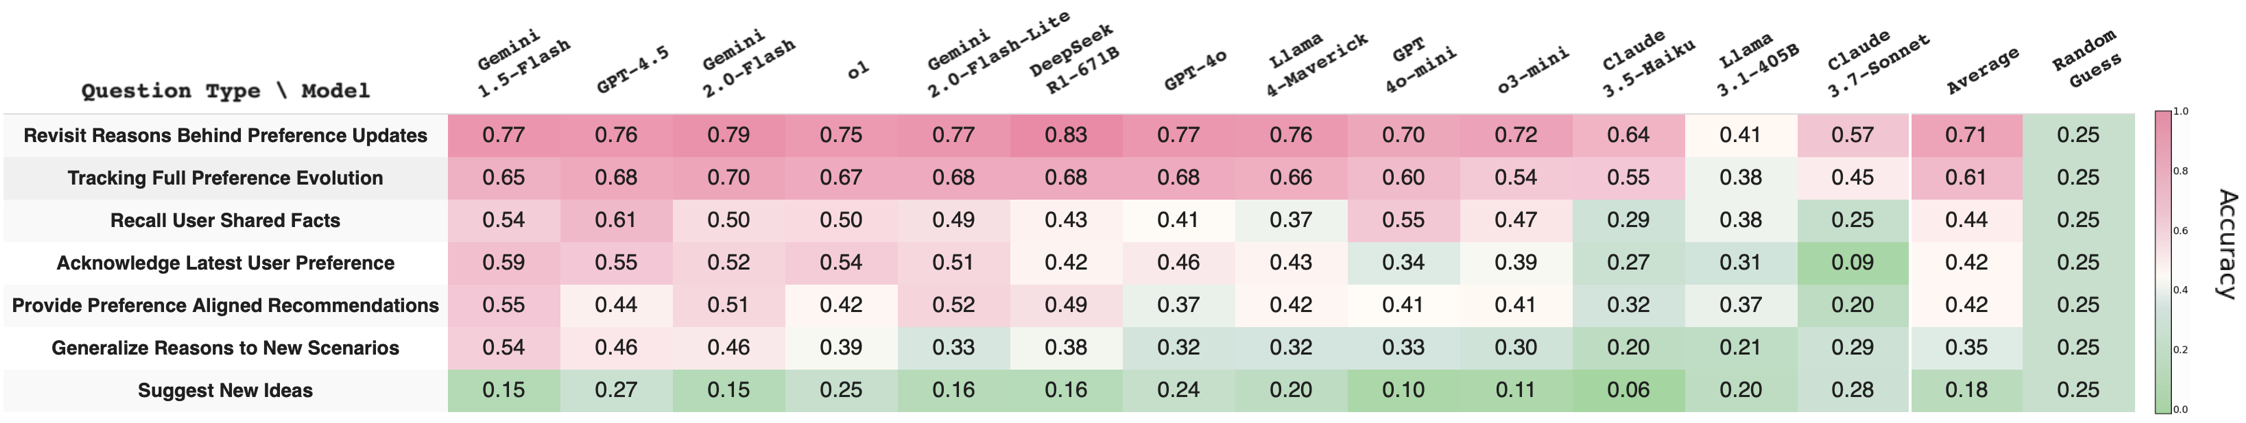 Question Type \ Model
Gemini
1.5-Flash
GPT-4.5
Gemini
2.0-Flash
o1
Gemini
2.0-Flash-Lite
DeepSeek
R1-671B
GPT-4o
Llama
4-Maverick
GPT
4o-mini
o3-mini
Claude
3.5-Haiku
Llama
3.1-405B
Claude
3.7-Sonnet
Average
Random
Guess
Revisit Reasons Behind Preference Updates 0.77 0.76 0.79 0.75 0.77 0.83 0.77 0.76 0.70 0.72 0.64 0.41 0.57 0.71 0.25
Tracking Full Preference Evolution 0.65 0.68 0.70 0.67 0.68 0.68 0.68 0.66 0.60 0.54 0.55 0.38 0.45 0.61 0.25
Recall User Shared Facts 0.54 0.61 0.50 0.50 0.49 0.43 0.41 0.37 0.55 0.47 0.29 0.38 0.25 0.44 0.25
Acknowledge Latest User Preference 0.59 0.55 0.52 0.54 0.51 0.42 0.46 0.43 0.34 0.39 0.27 0.31 0.09 0.42 0.25
Provide Preference Aligned Recommendations 0.55 0.44 0.51 0.42 0.52 0.49 0.37 0.42 0.41 0.41 0.32 0.37 0.20 0.42 0.25
Generalize Reasons to New Scenarios 0.54 0.46 0.46 0.39 0.33 0.38 0.32 0.32 0.33 0.30 0.20 0.21 0.29 0.35 0.25
Suggest New Ideas 0.15 0.27 0.15 0.25 0.16 0.16 0.24 0.20 0.10 0.11 0.06 0.20 0.28 0.18 0.25
1.0
0.8
0.6
0.4
0.2
0.0
Accuracy